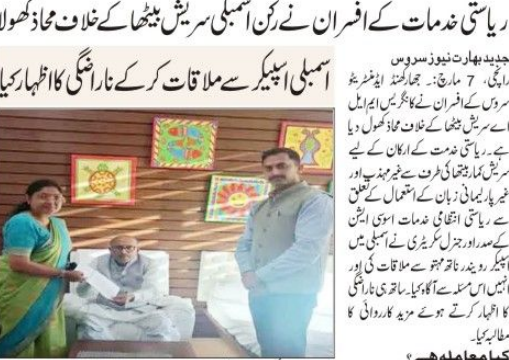 ریاستی خدمات کے افسران نے رکن اسمبلی سریش بیٹھا کے خلاف محاذ کھولا
اسمبلی اسپیکر سے ملاقات کر کے ناراضگی کا اظہار کیا
جدید بھارت نیوز سروس
رانچی، 7 مارچ:۔ جھارکھنڈ ایڈمنسٹریٹو
سروس کے افسران نے کانگریس ایم ایل
اے سریش بیٹھا کے خلاف محاذ کھول دیا
ہے۔ ریاستی خدمت کے ارکان کے لیے
سریش کمار بیٹھا کی طرف سے غیر مہذب اور
غیر پارلیمانی زبان کے استعمال کے تعلق
سے ریاستی انتظامی خدمات اسوسی ایشن
کے صدر اور جنرل سکریٹری نے اسمبلی میں
اسپیکر رویندر ناتھ مہتو سے ملاقات کی اور
انہیں اس مسئلہ سے آگاہ کیا۔ ساتھ ہی ناراضگی
کا اظہار کرتے ہوئے مزید کارروائی کا
مطالبہ کیا۔
کیا معاملہ ہے؟